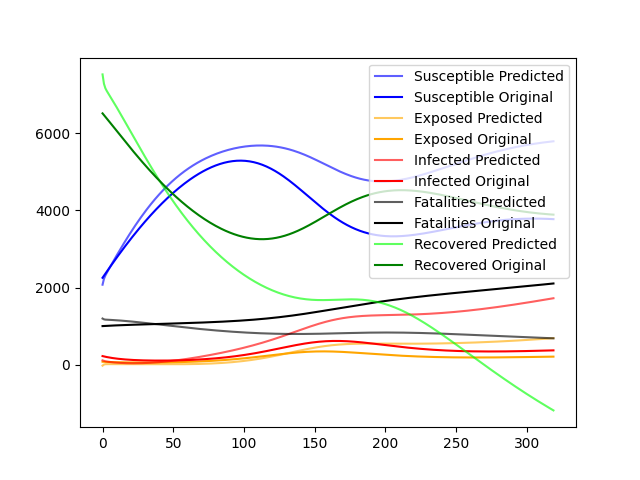 Susceptible Predicted
Susceptible Original
Exposed Predicted
Exposed Original
Infected Predicted
Infected Original
Fatalities Predicted
Fatalities Original
Recovered Predicted
Recovered Original
6000
4000
2000
0
0 50 100 150 200 250 300